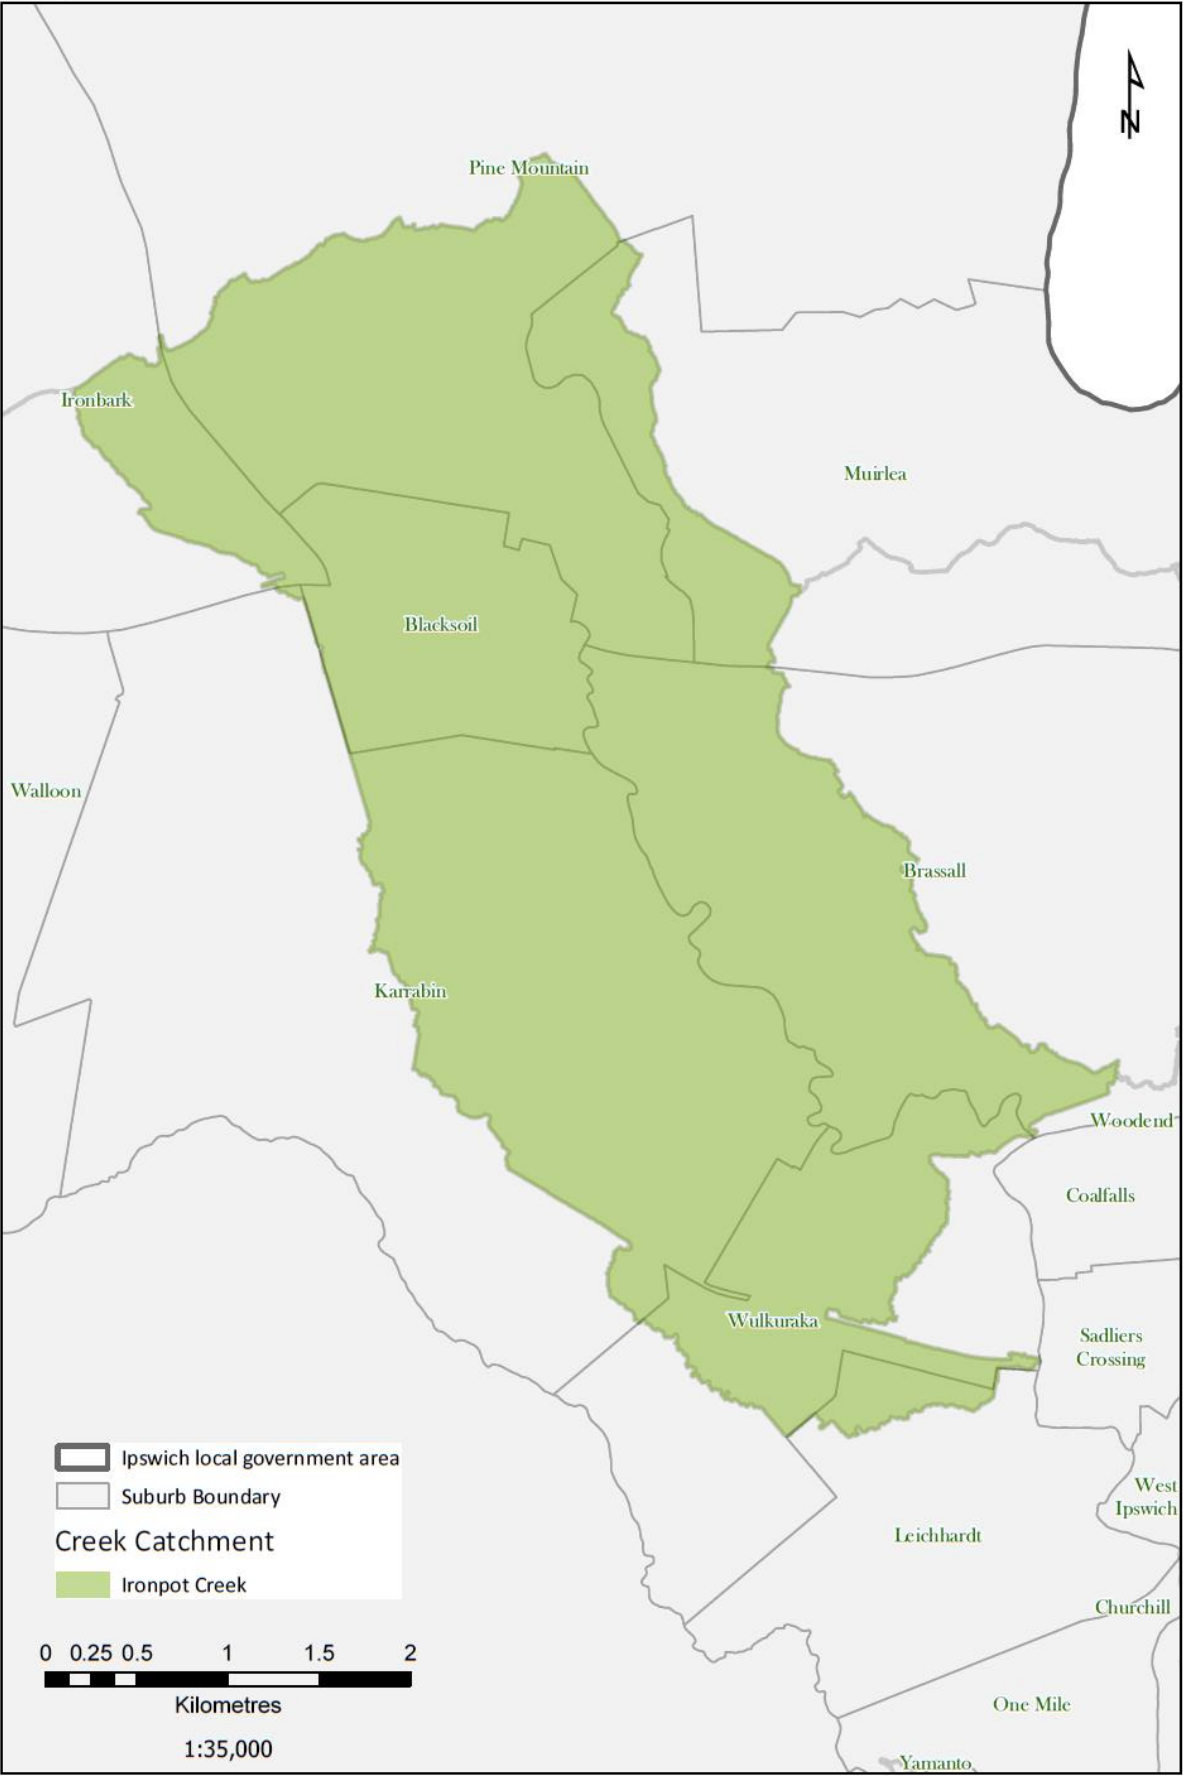 N
Pine Mountain
Ironbark
Muirlea
Blacksoil
Walloon
Brassall
Karrabin
Woodend
Coalfalls
Wulkuraka
Sadliers
Crossing
West
Ipswich
Leichhardt
Churchill
One Mile
Yamanto
Ipswich local government area
Suburb Boundary
Creek Catchment
Ironpot Creek
0 0.25 0.5 1 1.5 2
Kilometres
1:35,000